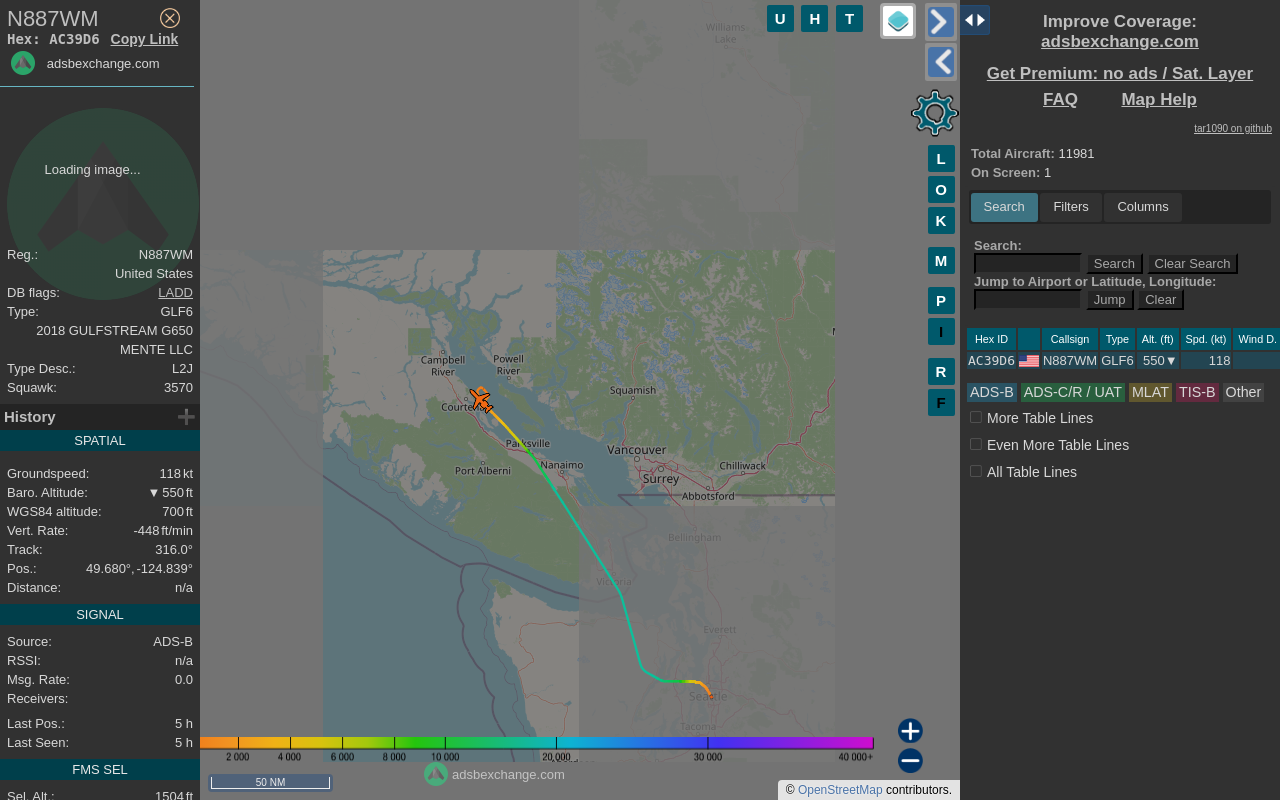 N887WM
Hex: AC39D6 Copy Link
adsbexchange.com
Loading image...
Reg.: N887WM
United States
DB flags: LADD
Type: GLF6
2018 GULFSTREAM G650
MENTE LLC
Type Desc.: L2J
Squawk: 3570
History
SPATIAL
Groundspeed: 118 kt
Baro. Altitude: ▼ 550 ft
WGS84 altitude: 700 ft
Vert. Rate: -448 ft/min
Track: 316.0°
Pos.: 49.680°, -124.839°
Distance: n/a
SIGNAL
Source: ADS-B
RSSI: n/a
Msg. Rate: 0.0
Receivers:
Last Pos.: 5 h
Last Seen: 5 h
FMS SEL
Sel. Alt.: 1504 ft
U H T
L
O
K
M
P
I
R
F
Williams
Lake
Campbell
River
Powell
River
Squamish
Parksville
Vancouver
Port Alberni
Nanaimo
Surrey
Chilliwack
Abbotsford
Bellingham
Victoria
Everett
Seattle
Tacoma
2 000 4 000 6 000 8 000 10 000 20,000 30 000 40 000+
50 NM
adsbexchange.com
© OpenStreetMap contributors.
Improve Coverage:
adsbexchange.com
Get Premium: no ads / Sat. Layer
FAQ Map Help
tar1090 on github
Total Aircraft: 11981
On Screen: 1
Search Filters Columns
Search:
Search Clear Search
Jump to Airport or Latitude, Longitude:
Jump Clear
Hex ID Callsign Type Alt. (ft) Spd. (kt) Wind D.
AC39D6 N887WM GLF6 550▼ 118
ADS-B ADS-C/R / UAT MLAT TIS-B Other
More Table Lines
Even More Table Lines
All Table Lines